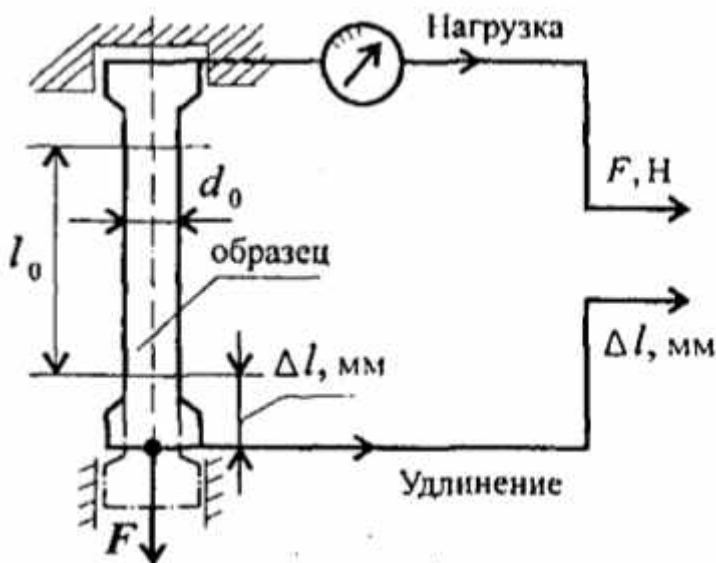 Нагрузка
F, Н
d₀
l₀
образец
Δl, мм
Δl, мм
Удлинение
F